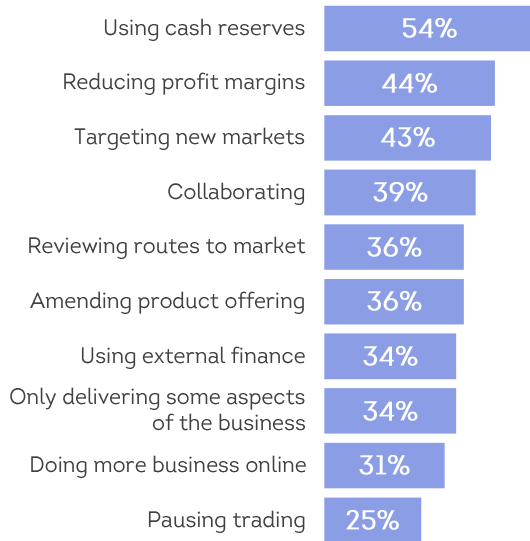 Using cash reserves 54%
Reducing profit margins 44%
Targeting new markets 43%
Collaborating 39%
Reviewing routes to market 36%
Amending product offering 36%
Using external finance 34%
Only delivering some aspects
of the business 34%
Doing more business online 31%
Pausing trading 25%